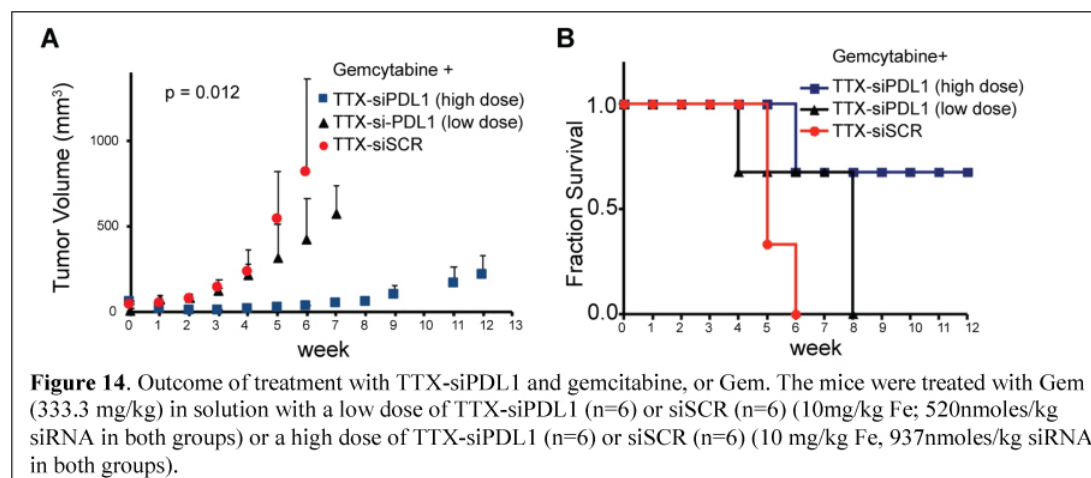 A
p = 0.012
Gemcytabine +
TTX-siPDL1 (high dose)
TTX-si-PDL1 (low dose)
TTX-siSCR
Tumor Volume (mm³)
1000
500
0
0 1 2 3 4 5 6 7 8 9 10 11 12 13
week
B
Gemcytabine+
TTX-siPDL1 (high dose)
TTX-siPDL1 (low dose)
TTX-siSCR
Fraction Survival
1.0
0.5
0.0
0 1 2 3 4 5 6 7 8 9 10 11 12
week
Figure 14. Outcome of treatment with TTX-siPDL1 and gemcitabine, or Gem. The mice were treated with Gem
(333.3 mg/kg) in solution with a low dose of TTX-siPDL1 (n=6) or siSCR (n=6) (10mg/kg Fe; 520nmoles/kg
siRNA in both groups) or a high dose of TTX-siPDL1 (n=6) or siSCR (n=6) (10 mg/kg Fe, 937nmoles/kg siRNA
in both groups).